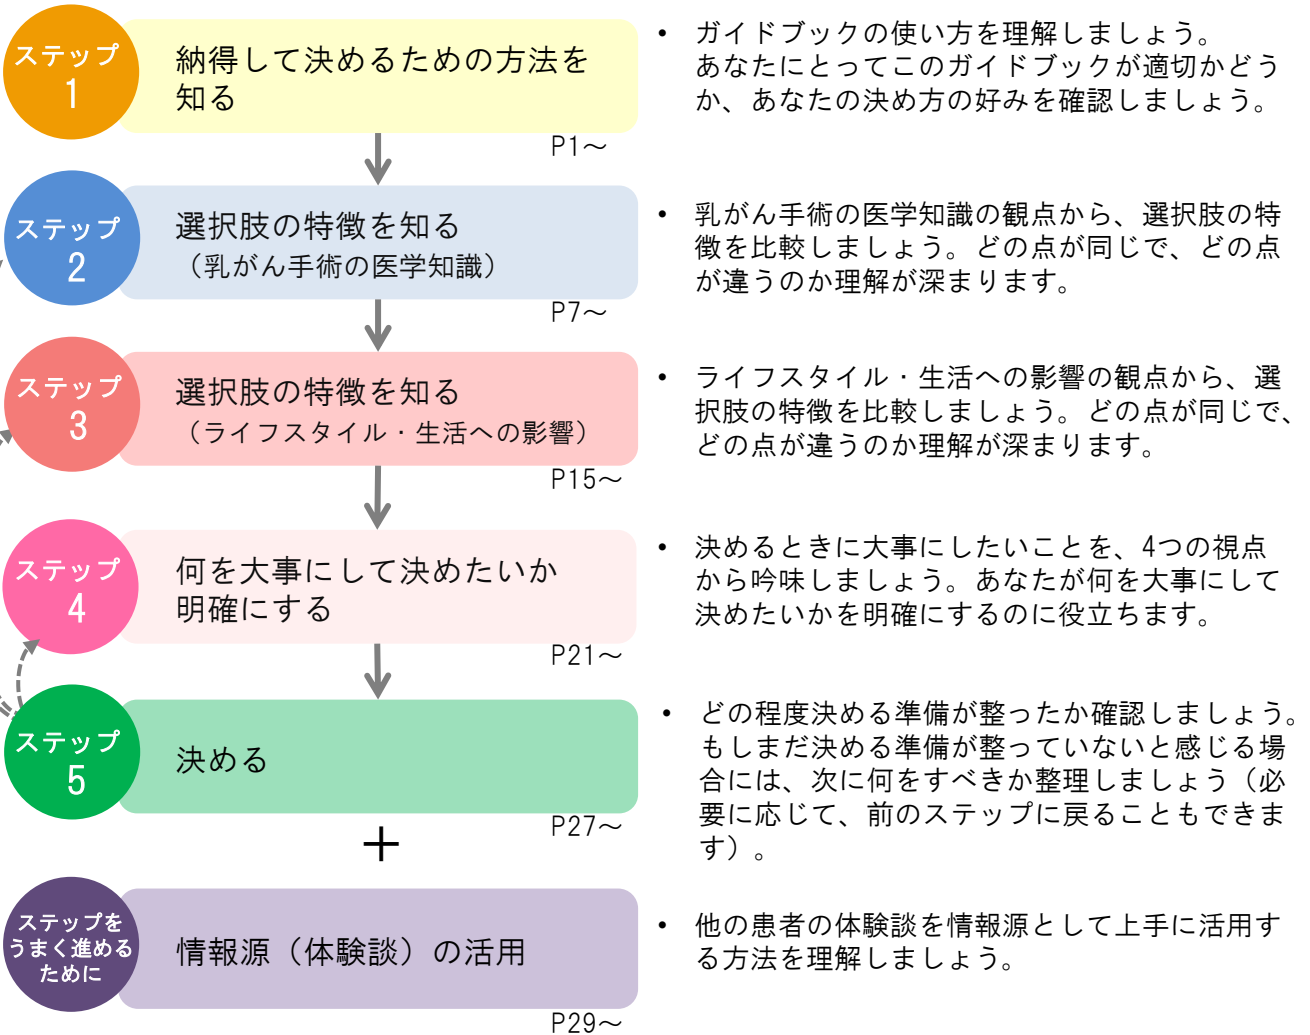 ステップ
1
納得して決めるための方法を
知る
P1～
• ガイドブックの使い方を理解しましょう。
あなたにとってこのガイドブックが適切かどう
か、あなたの決め方の好みを確認しましょう。
ステップ
2
選択肢の特徴を知る
（乳がん手術の医学知識）
P7～
• 乳がん手術の医学知識の観点から、選択肢の特
徴を比較しましょう。どの点が同じで、どの点
が違うのか理解が深まります。
ステップ
3
選択肢の特徴を知る
（ライフスタイル・生活への影響）
P15～
• ライフスタイル・生活への影響の観点から、選
択肢の特徴を比較しましょう。どの点が同じで、
どの点が違うのか理解が深まります。
ステップ
4
何を大事にして決めたいか
明確にする
P21～
• 決めるときに大事にしたいことを、4つの視点
から吟味しましょう。あなたが何を大事にして
決めたいかを明確にするのに役立ちます。
ステップ
5
決める
P27～
• どの程度決める準備が整ったか確認しましょう。
もしまだ決める準備が整っていないと感じる場
合には、次に何をすべきか整理しましょう（必
要に応じて、前のステップに戻ることもできま
す）。
＋
ステップを
うまく進める
ために
情報源（体験談）の活用
P29～
• 他の患者の体験談を情報源として上手に活用す
る方法を理解しましょう。